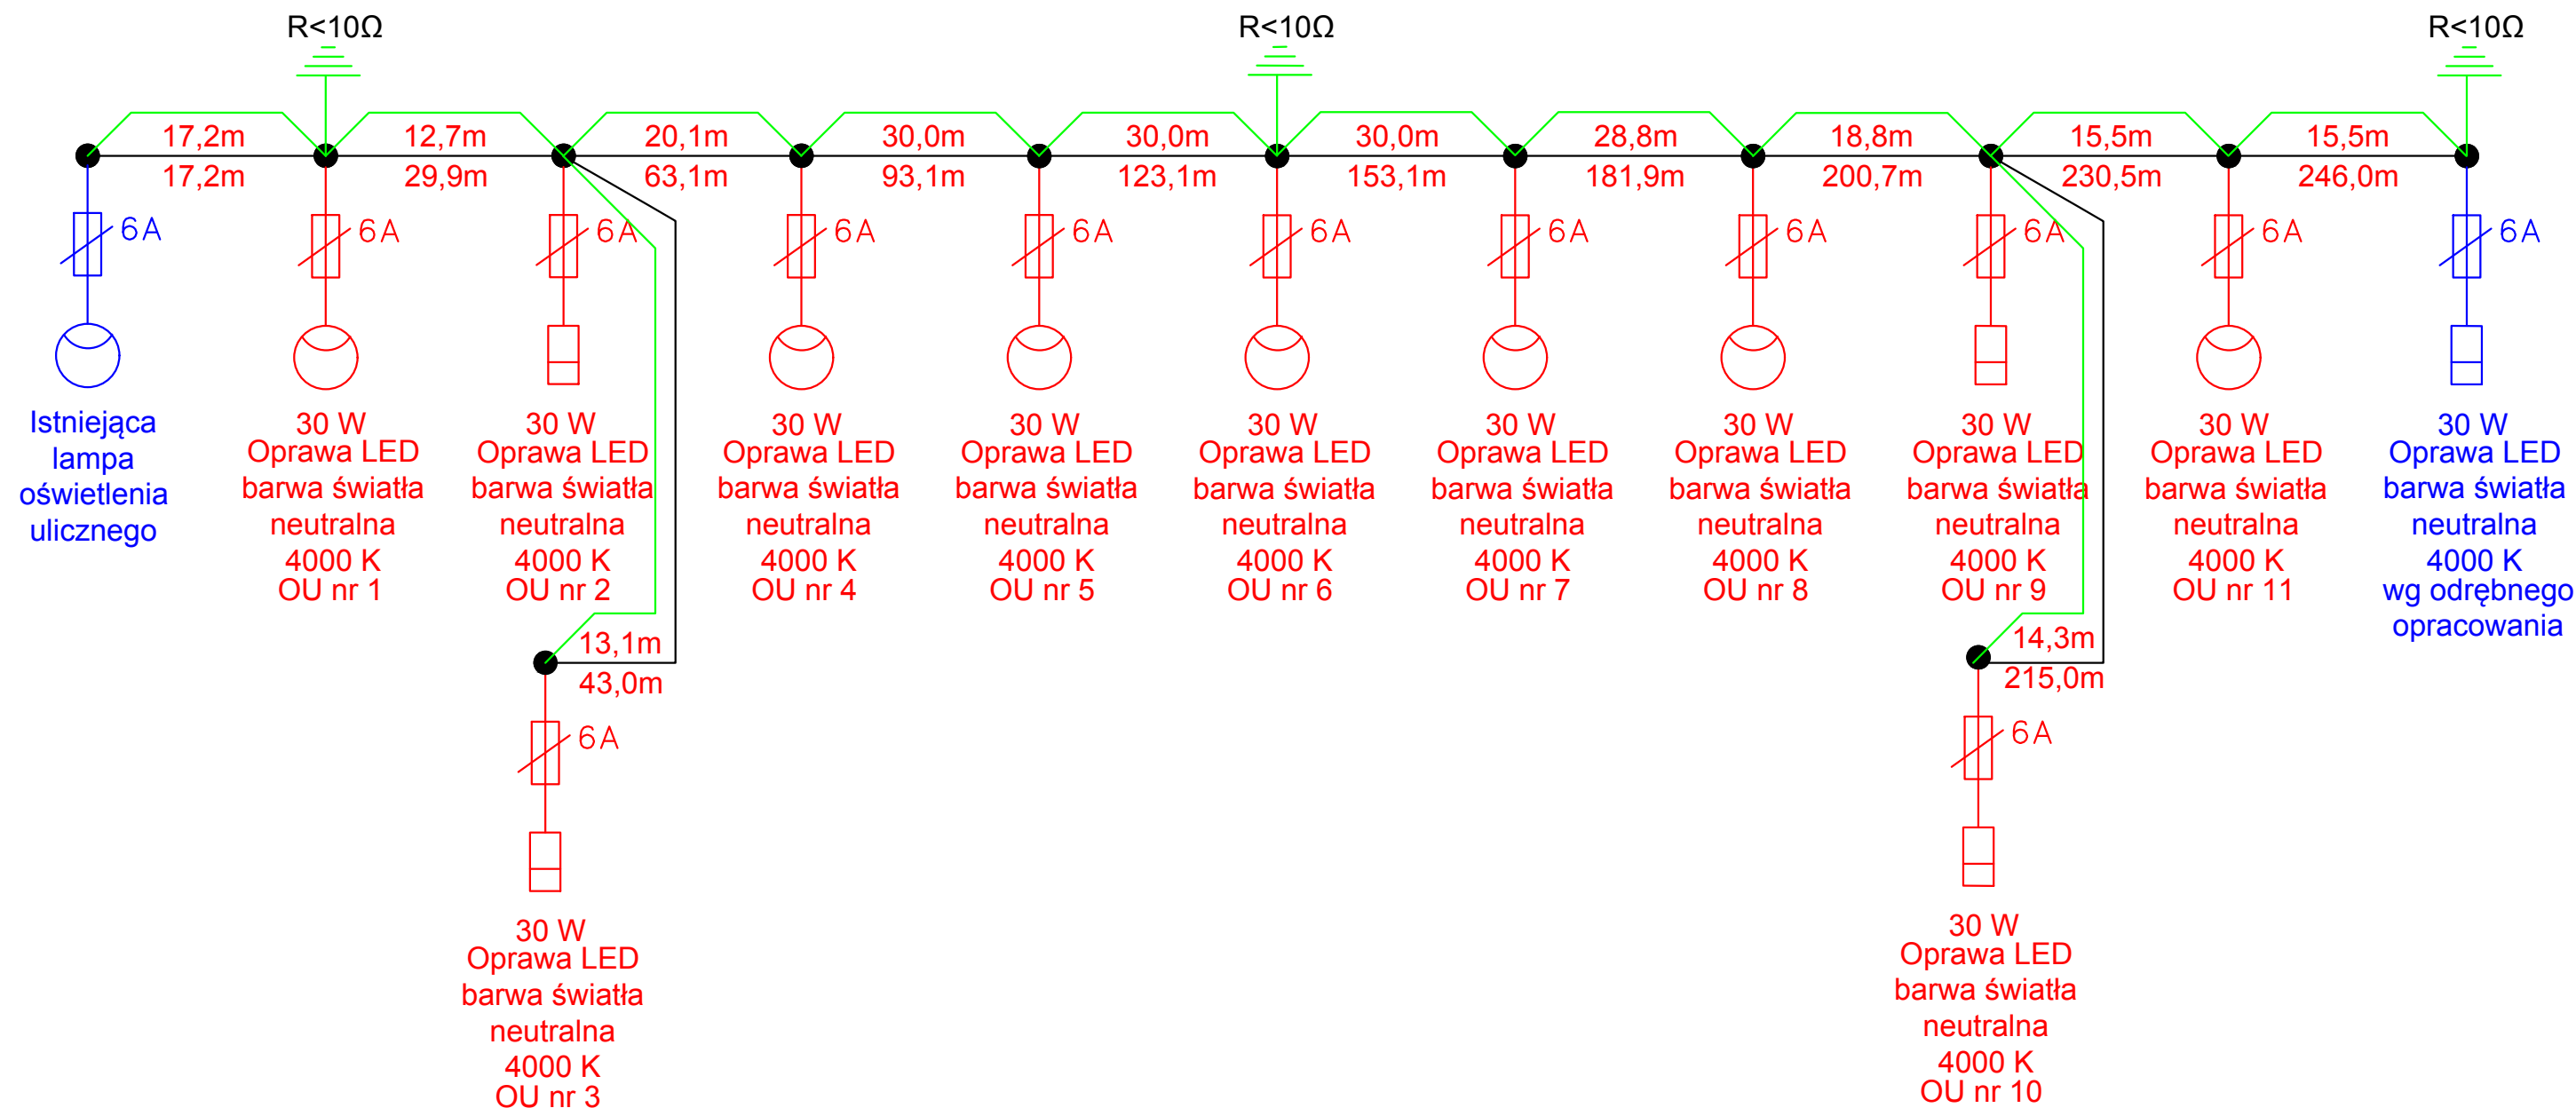 R<10Ω
R<10Ω
R<10Ω
17,2m
12,7m
20,1m
30,0m
30,0m
30,0m
28,8m
18,8m
15,5m
15,5m
17,2m
29,9m
63,1m
93,1m
123,1m
153,1m
181,9m
200,7m
230,5m
246,0m
6A
6A
6A
6A
6A
6A
6A
6A
6A
6A
6A
Istniejąca
lampa
oświetlenia
ulicznego
30 W
Oprawa LED
barwa światła
neutralna
4000 K
OU nr 1
30 W
Oprawa LED
barwa światła
neutralna
4000 K
OU nr 2
30 W
Oprawa LED
barwa światła
neutralna
4000 K
OU nr 4
30 W
Oprawa LED
barwa światła
neutralna
4000 K
OU nr 5
30 W
Oprawa LED
barwa światła
neutralna
4000 K
OU nr 6
30 W
Oprawa LED
barwa światła
neutralna
4000 K
OU nr 7
30 W
Oprawa LED
barwa światła
neutralna
4000 K
OU nr 8
30 W
Oprawa LED
barwa światła
neutralna
4000 K
OU nr 9
30 W
Oprawa LED
barwa światła
neutralna
4000 K
OU nr 11
30 W
Oprawa LED
barwa światła
neutralna
4000 K
wg odrębnego
opracowania
13,1m
43,0m
6A
30 W
Oprawa LED
barwa światła
neutralna
4000 K
OU nr 3
14,3m
215,0m
6A
30 W
Oprawa LED
barwa światła
neutralna
4000 K
OU nr 10